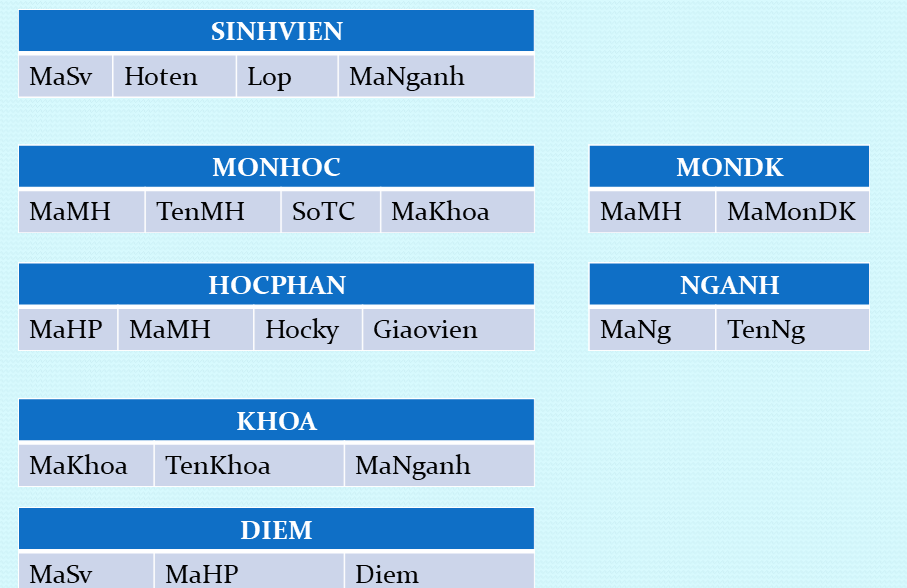 SINHVIEN
MaSv Hoten Lop MaNganh
MONHOC
MaMH TenMH SoTC MaKhoa
MONDK
MaMH MaMonDK
HOCPHAN
MaHP MaMH Hocky Giaovien
NGANH
MaNg TenNg
KHOA
MaKhoa TenKhoa MaNganh
DIEM
MaSv MaHP Diem